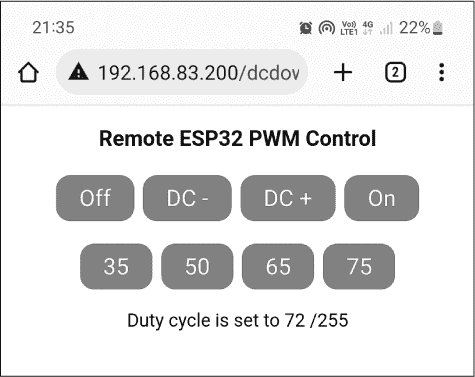 21:35 Vo)) LTE1 4G 22%
192.168.83.200/dcdow 2
Remote ESP32 PWM Control
Off DC - DC + On
35 50 65 75
Duty cycle is set to 72 /255